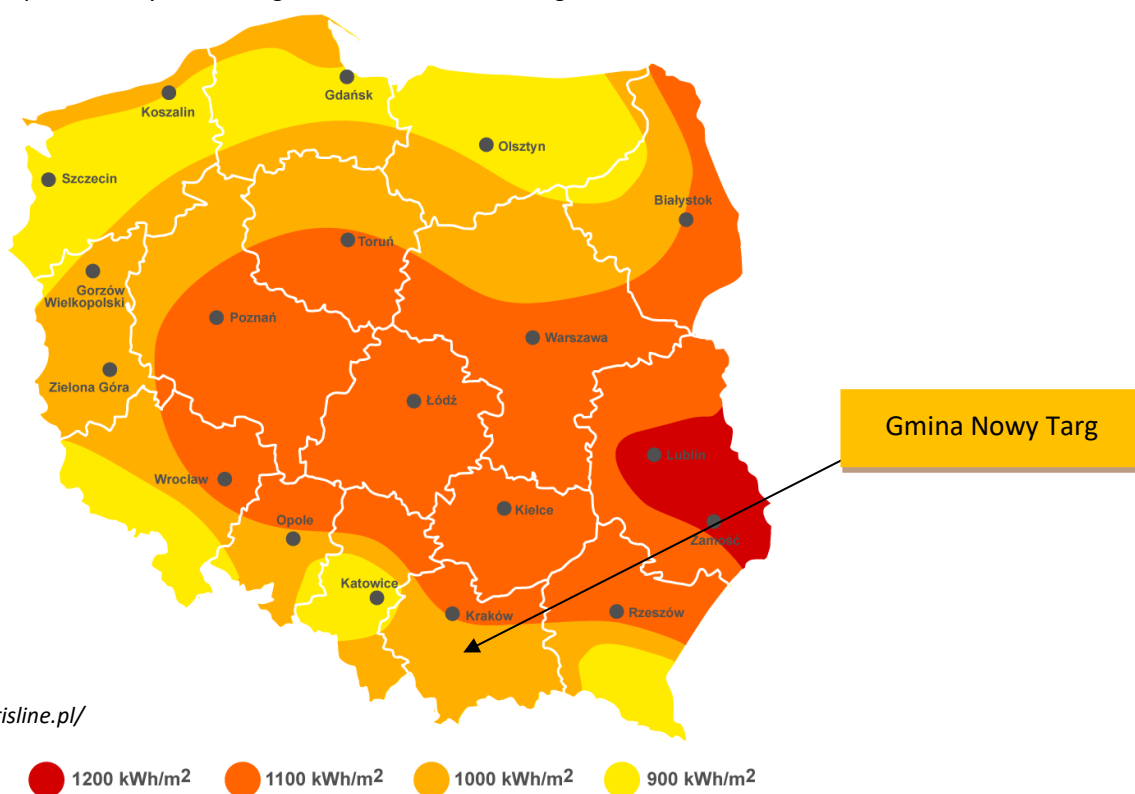 Gdańsk
Koszalin
Olsztyn
Szczecin
Białystok
Toruń
Gorzów
Wielkopolski
Poznań
Warszawa
Zielona Góra
Łódź
Gmina Nowy Targ
Lublin
Wrocław
Kielce
Opole
Zamość
Katowice
Kraków
Rzeszów
isline.pl/
1200 kWh/m2
1100 kWh/m2
1000 kWh/m2
900 kWh/m2